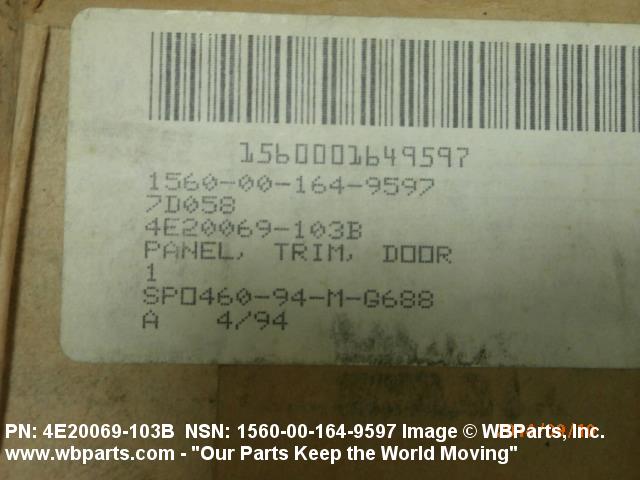 1560001649597
1560-00-164-9597
7D058
4E20069-103B
PANEL, TRIM, DOOR
1
SPO460-94-M-G688
A 4/94
PN: 4E20069-103B NSN: 1560-00-164-9597 Image © WBParts, Inc.
www.wbparts.com - "Our Parts Keep the World Moving"